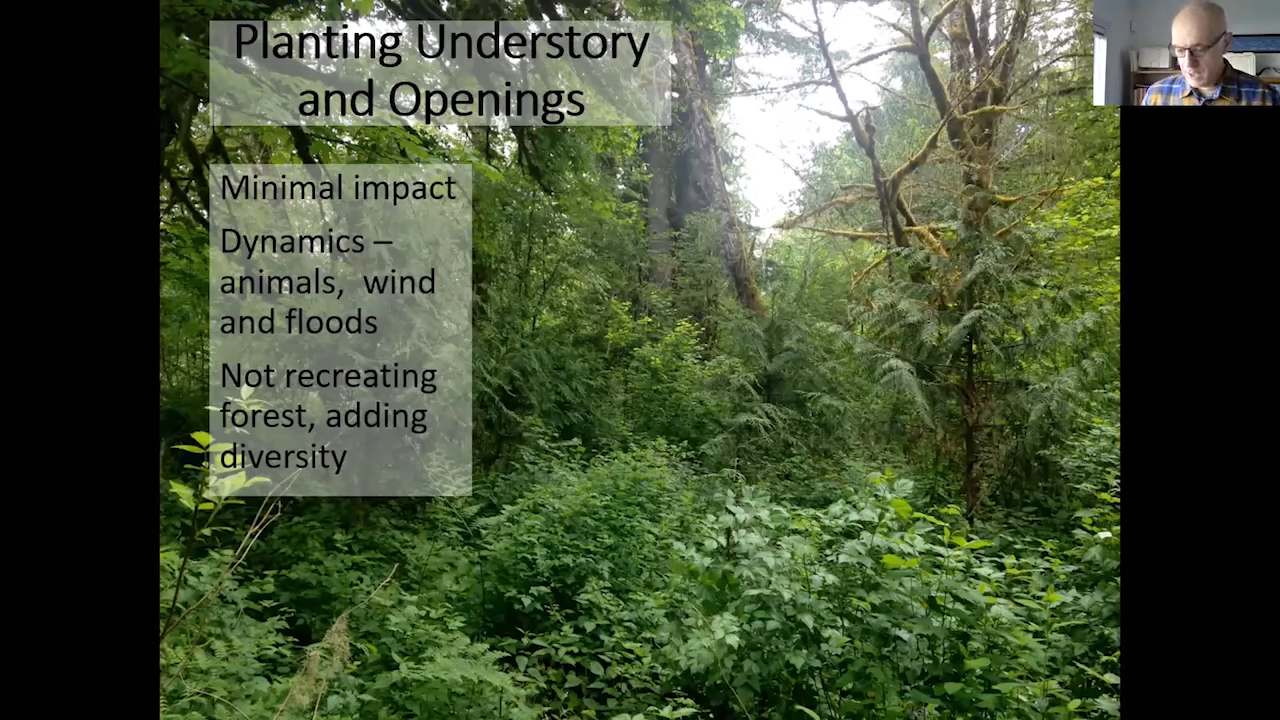 Planting Understory
and Openings
Minimal impact
Dynamics –
animals,  wind
and floods
Not recreating
forest, adding
diversity